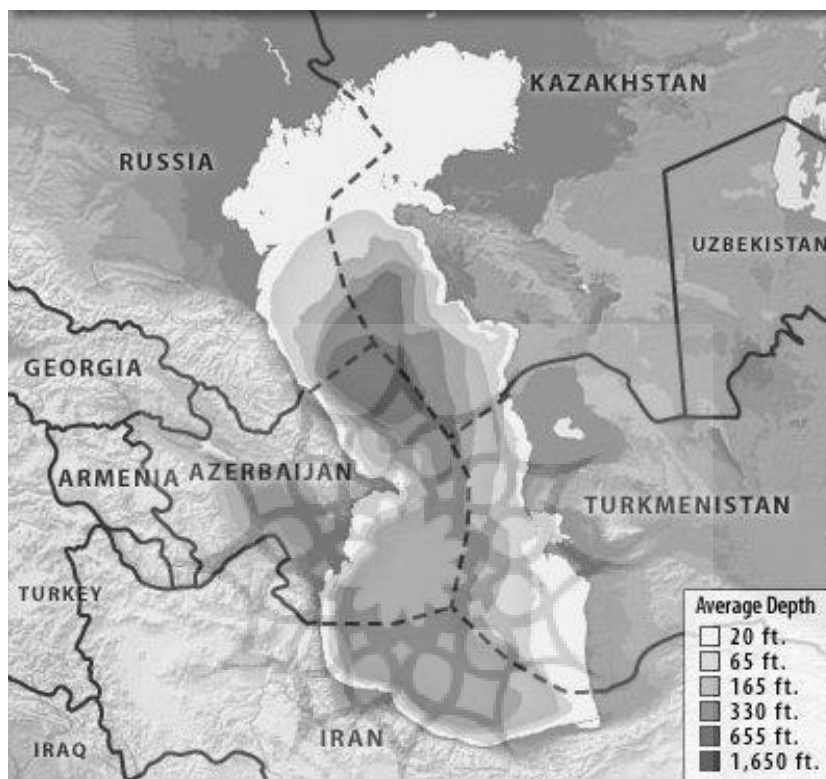 KAZAKHSTAN
RUSSIA
UZBEKISTAN
GEORGIA
ARMENIA
AZERBAIJAN
TURKMENISTAN
TURKEY
IRAN
IRAQ
Average Depth
20 ft.
65 ft.
165 ft.
330 ft.
655 ft.
1,650 ft.